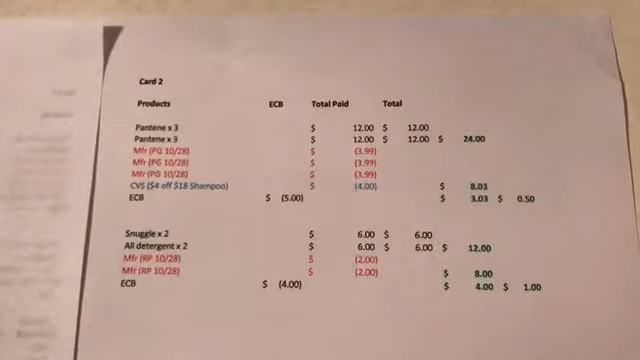 Card 2
Products ECB Total Paid Total
Pantene x 3 $ 12.00 $ 12.00
Pantene x 3 $ 12.00 $ 12.00 $ 24.00
Mfr (PG 10/28) $ (3.99)
Mfr (PG 10/28) $ (3.99)
Mfr (PG 10/28) $ (3.99)
CVS ($4 off $18 Shampoo) $ (4.00) $ 8.03
ECB $ (5.00) $ 3.03 $ 0.50
Snuggle x 2 $ 6.00 $ 6.00
All detergent x 2 $ 6.00 $ 6.00 $ 12.00
Mfr (RP 10/28) $ (2.00)
Mfr (RP 10/28) $ (2.00) $ 8.00
ECB $ (4.00) $ 4.00 $ 1.00